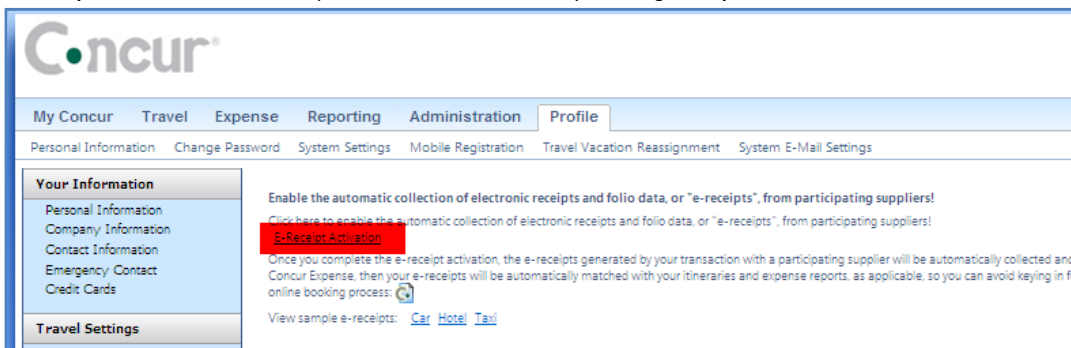 Concur
My Concur Travel Expense Reporting Administration Profile
Personal Information Change Password System Settings Mobile Registration Travel Vacation Reassignment System E-Mail Settings
Your Information
Personal Information
Company Information
Contact Information
Emergency Contact
Credit Cards
Travel Settings
Enable the automatic collection of electronic receipts and folio data, or "e-receipts", from participating suppliers!
Click here to enable the automatic collection of electronic receipts and folio data, or "e-receipts", from participating suppliers!
E-Receipt Activation
Once you complete the e-receipt activation, the e-receipts generated by your transaction with a participating supplier will be automatically collected and
Concur Expense, then your e-receipts will be automatically matched with your itineraries and expense reports, as applicable, so you can avoid keying in
online booking process:
View sample e-receipts: Car Hotel Taxi